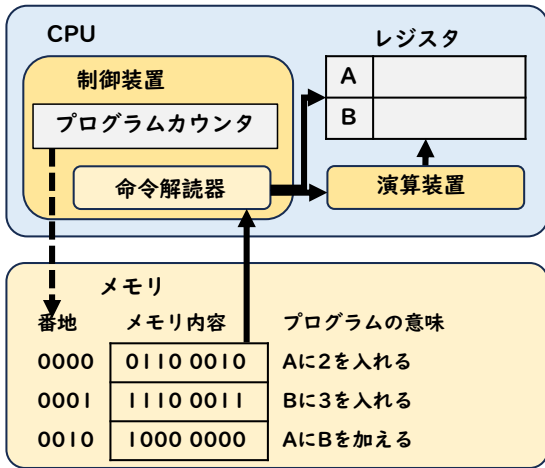 CPU
レジスタ
制御装置
A
プログラムカウンタ
B
命令解読器
演算装置
メモリ
番地 メモリ内容 プログラムの意味
0000 0110 0010 Aに2を入れる
0001 1110 0011 Bに3を入れる
0010 1000 0000 AにBを加える